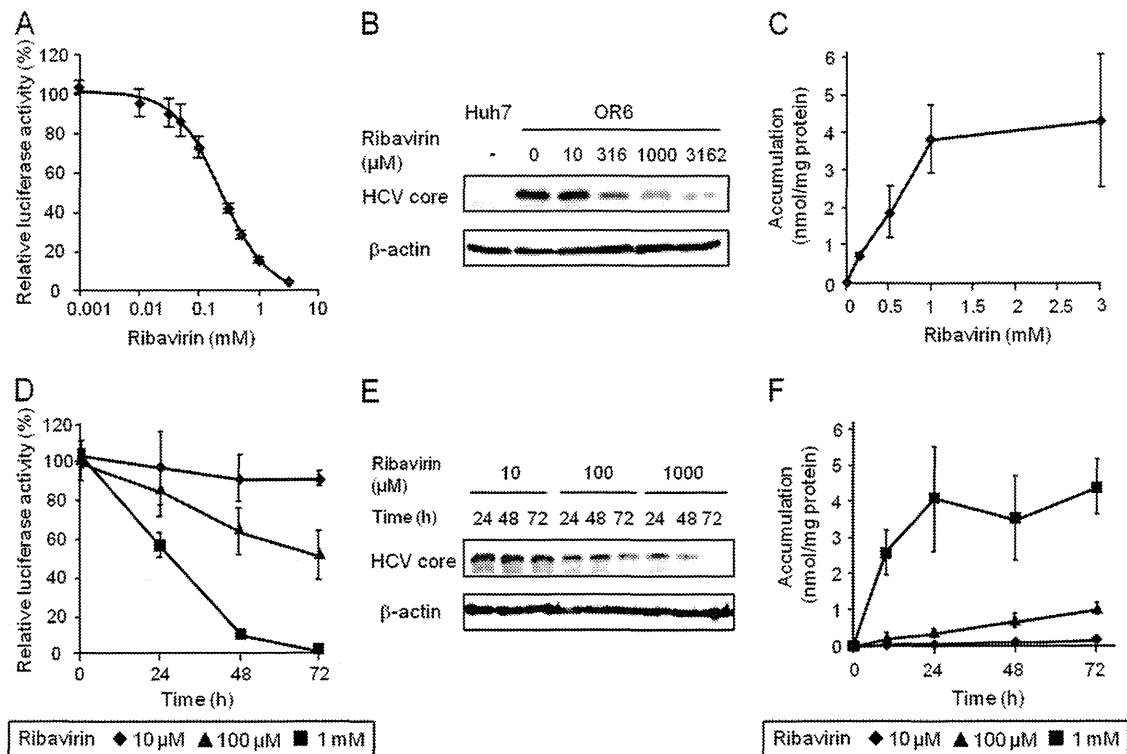 A
Relative luciferase activity (%)
120
100
80
60
40
20
0
0.001 0.01 0.1 1 10
Ribavirin (mM)
B
Huh7 OR6
Ribavirin
(μM)
- 0 10 316 1000 3162
HCV core
β-actin
C
Accumulation
(nmol/mg protein)
6
5
4
3
2
1
0
0 0.5 1 1.5 2 2.5 3
Ribavirin (mM)
D
Relative luciferase activity (%)
120
100
80
60
40
20
0
0 24 48 72
Time (h)
Ribavirin 10 μM 100 μM 1 mM
E
Ribavirin
(μM)
10 100 1000
Time (h) 24 48 72 24 48 72 24 48 72
HCV core
β-actin
F
Accumulation
(nmol/mg protein)
6
5
4
3
2
1
0
0 24 48 72
Time (h)
Ribavirin 10 μM 100 μM 1 mM